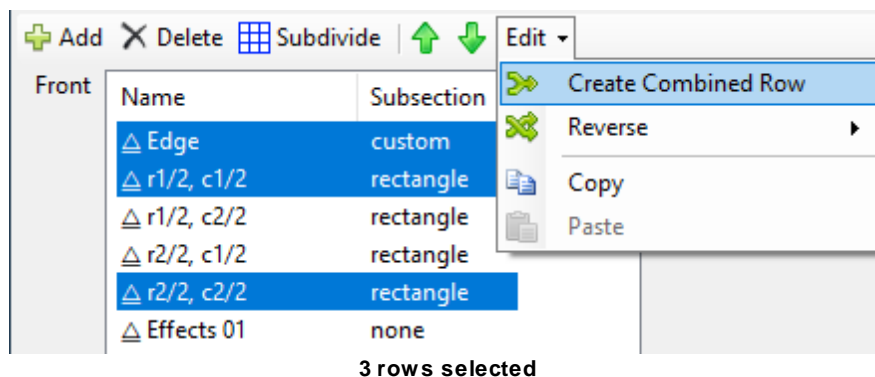 Add Delete Subdivide Edit
Front Name Subsection Create Combined Row
△ Edge custom Reverse
△ r1/2, c1/2 rectangle Copy
△ r1/2, c2/2 rectangle Paste
△ r2/2, c1/2 rectangle
△ r2/2, c2/2 rectangle
△ Effects 01 none
3 rows selected